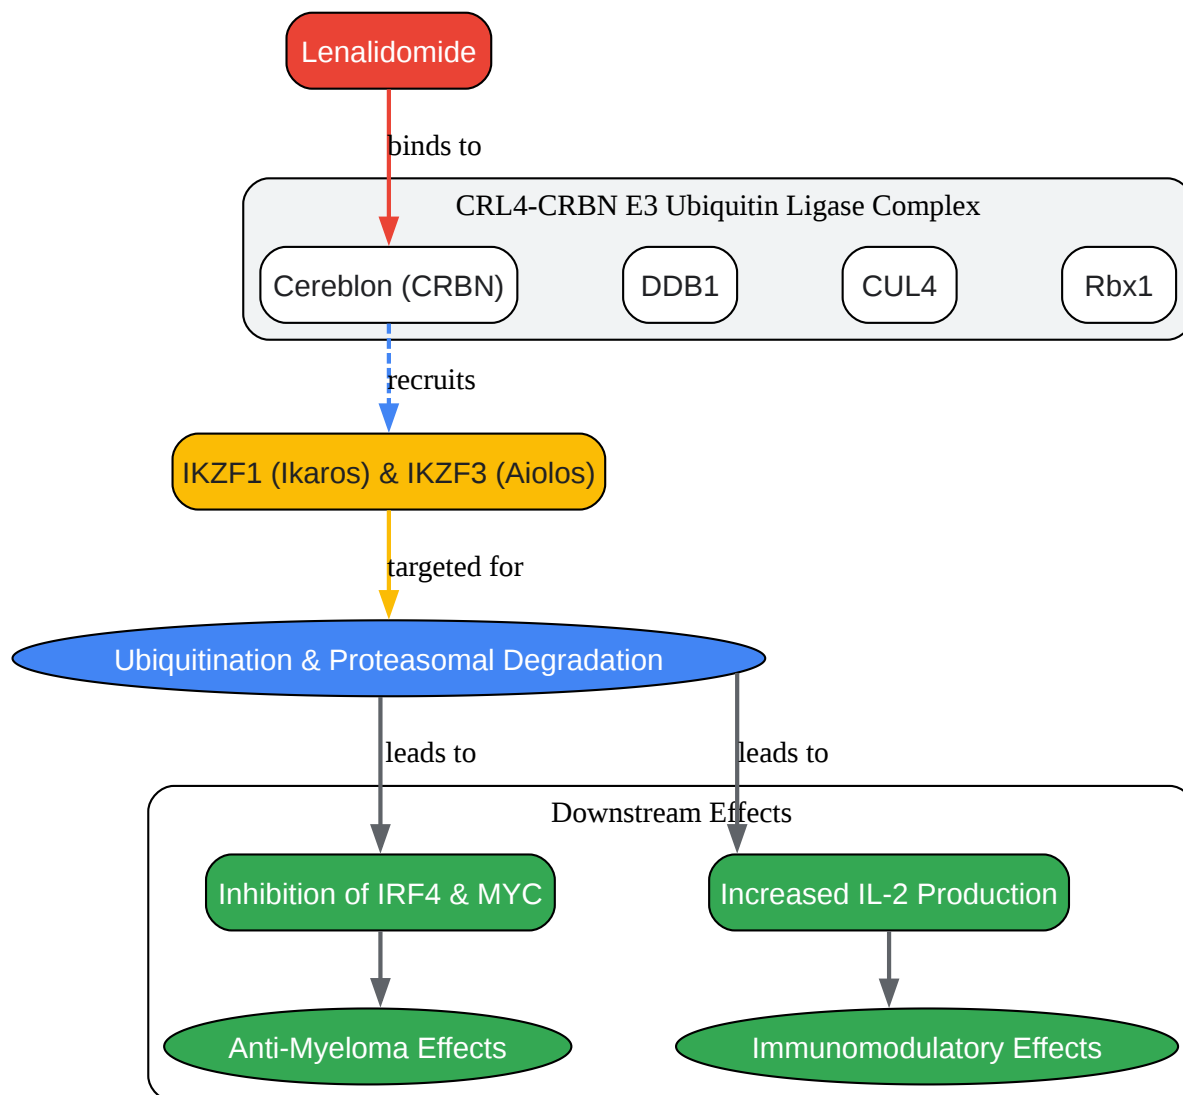 Lenalidomide
binds to
CRL4-CRBN E3 Ubiquitin Ligase Complex
Cereblon (CRBN)
DDB1
CUL4
Rbx1
recruits
IKZF1 (Ikaros) & IKZF3 (Aiolos)
targeted for
Ubiquitination & Proteasomal Degradation
leads to
leads to
Downstream Effects
Inhibition of IRF4 & MYC
Increased IL-2 Production
Anti-Myeloma Effects
Immunomodulatory Effects